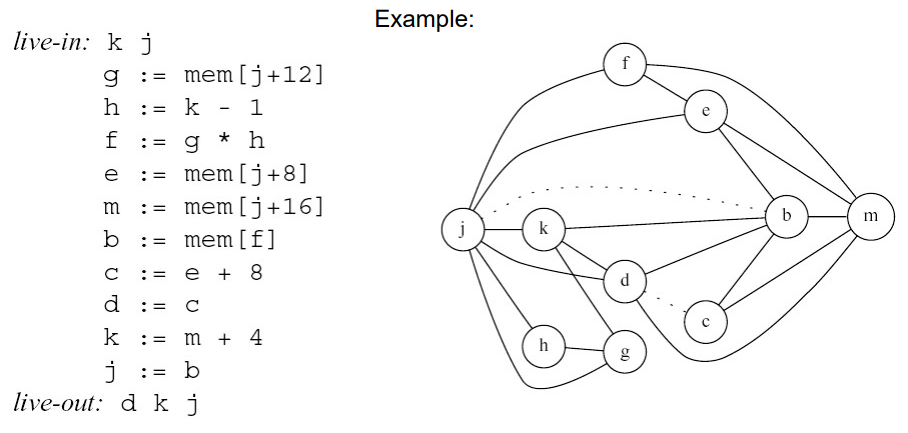 Example:
live-in: k j
g := mem[j+12]
h := k - 1
f := g * h
e := mem[j+8]
m := mem[j+16]
b := mem[f]
c := e + 8
d := c
k := m + 4
j := b
live-out: d k j
f
e
j
k
b
m
d
c
h
g